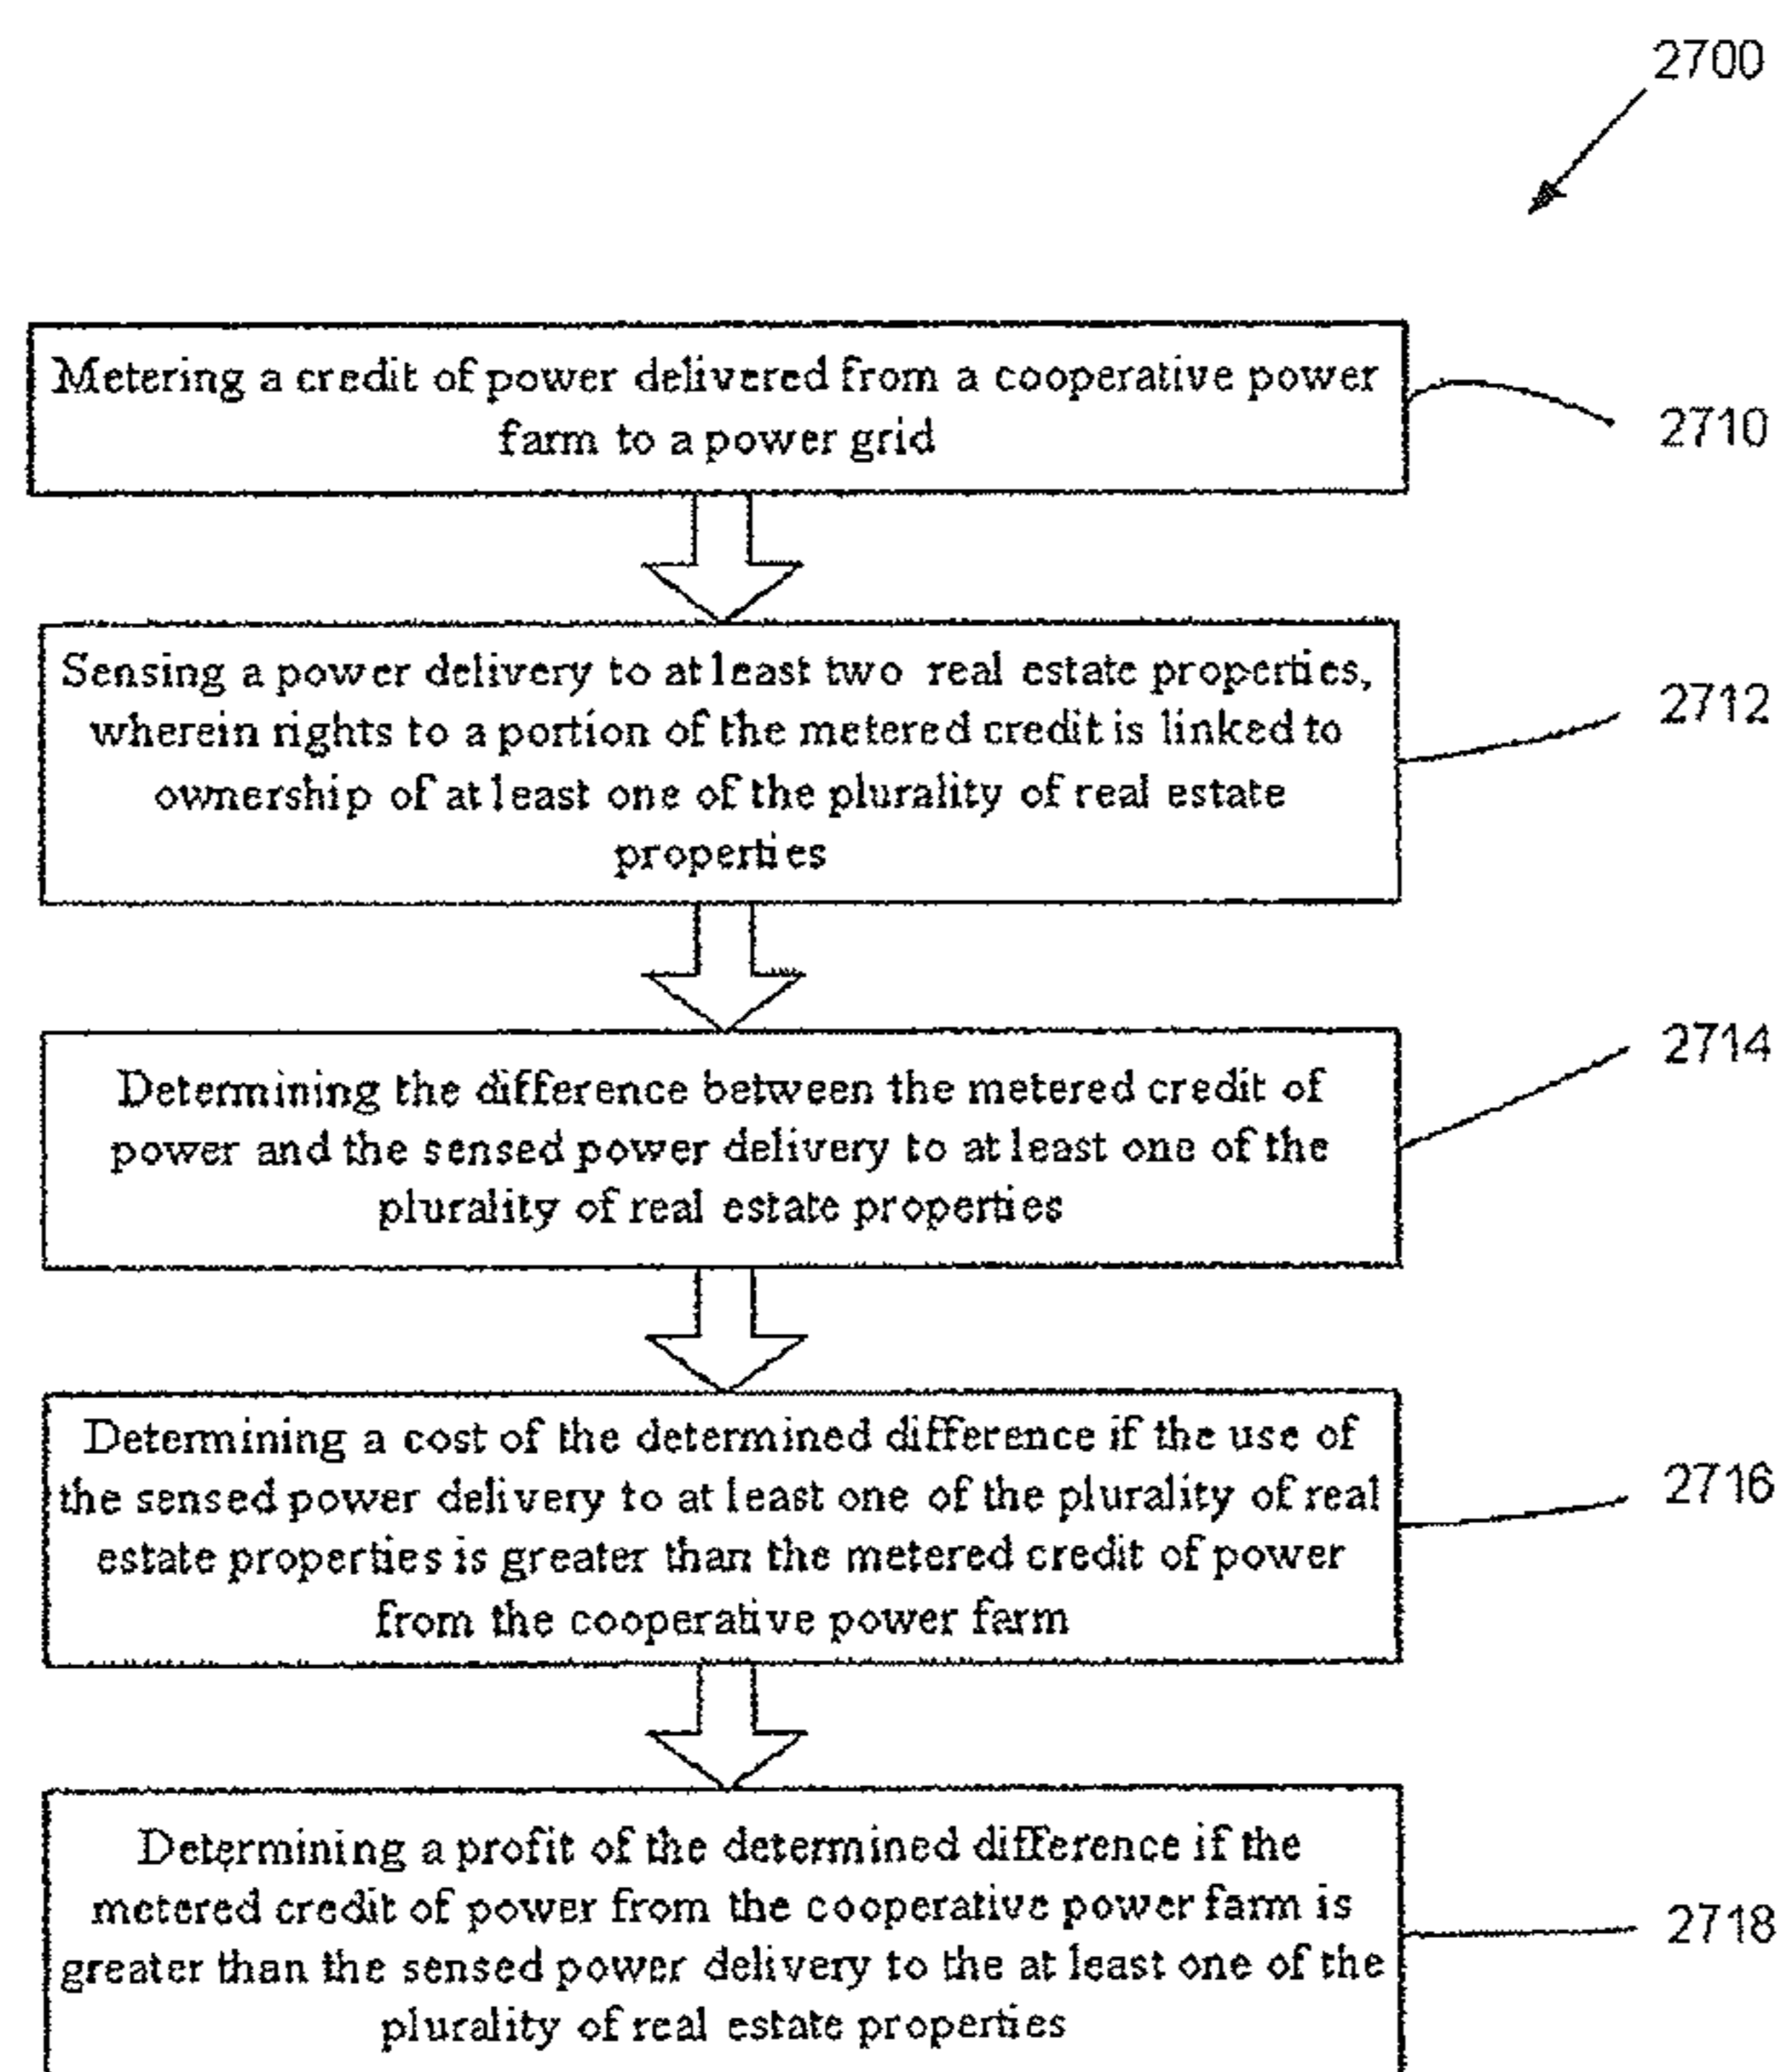 2700
Metering a credit of power delivered from a cooperative power
farm to a power grid
2710
Sensing a power delivery to at least two real estate properties,
wherein rights to a portion of the metered credit is linked to
ownership of at least one of the plurality of real estate
properties
2712
Determining the difference between the metered credit of
power and the sensed power delivery to at least one of the
plurality of real estate properties
2714
Determining a cost of the determined difference if the use of
the sensed power delivery to at least one of the plurality of real
estate properties is greater than the metered credit of power
from the cooperative power farm
2716
Determining a profit of the determined difference if the
metered credit of power from the cooperative power farm is
greater than the sensed power delivery to the at least one of the
plurality of real estate properties
2718